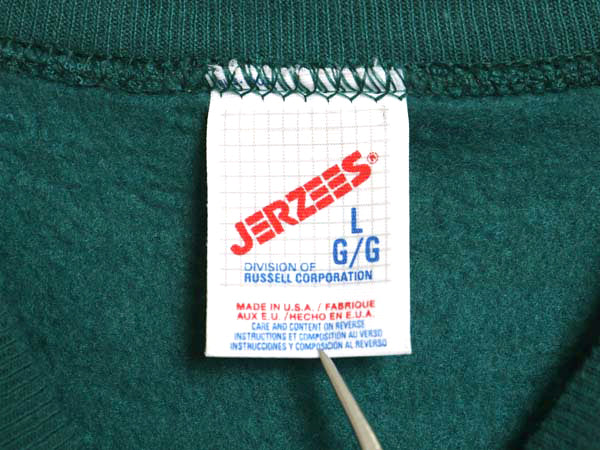 JERZEES®
L
G/G
DIVISION OF
RUSSELL CORPORATION
MADE IN U.S.A. / FABRIQUE
AUX E.U. /HECHO EN E.U.A.
CARE AND CONTENT ON REVERSE
INSTRUCTIONS ET COMPOSITION AU VERSO
INSTRUCCIONES Y COMPOSICIÓN AL REVERSO